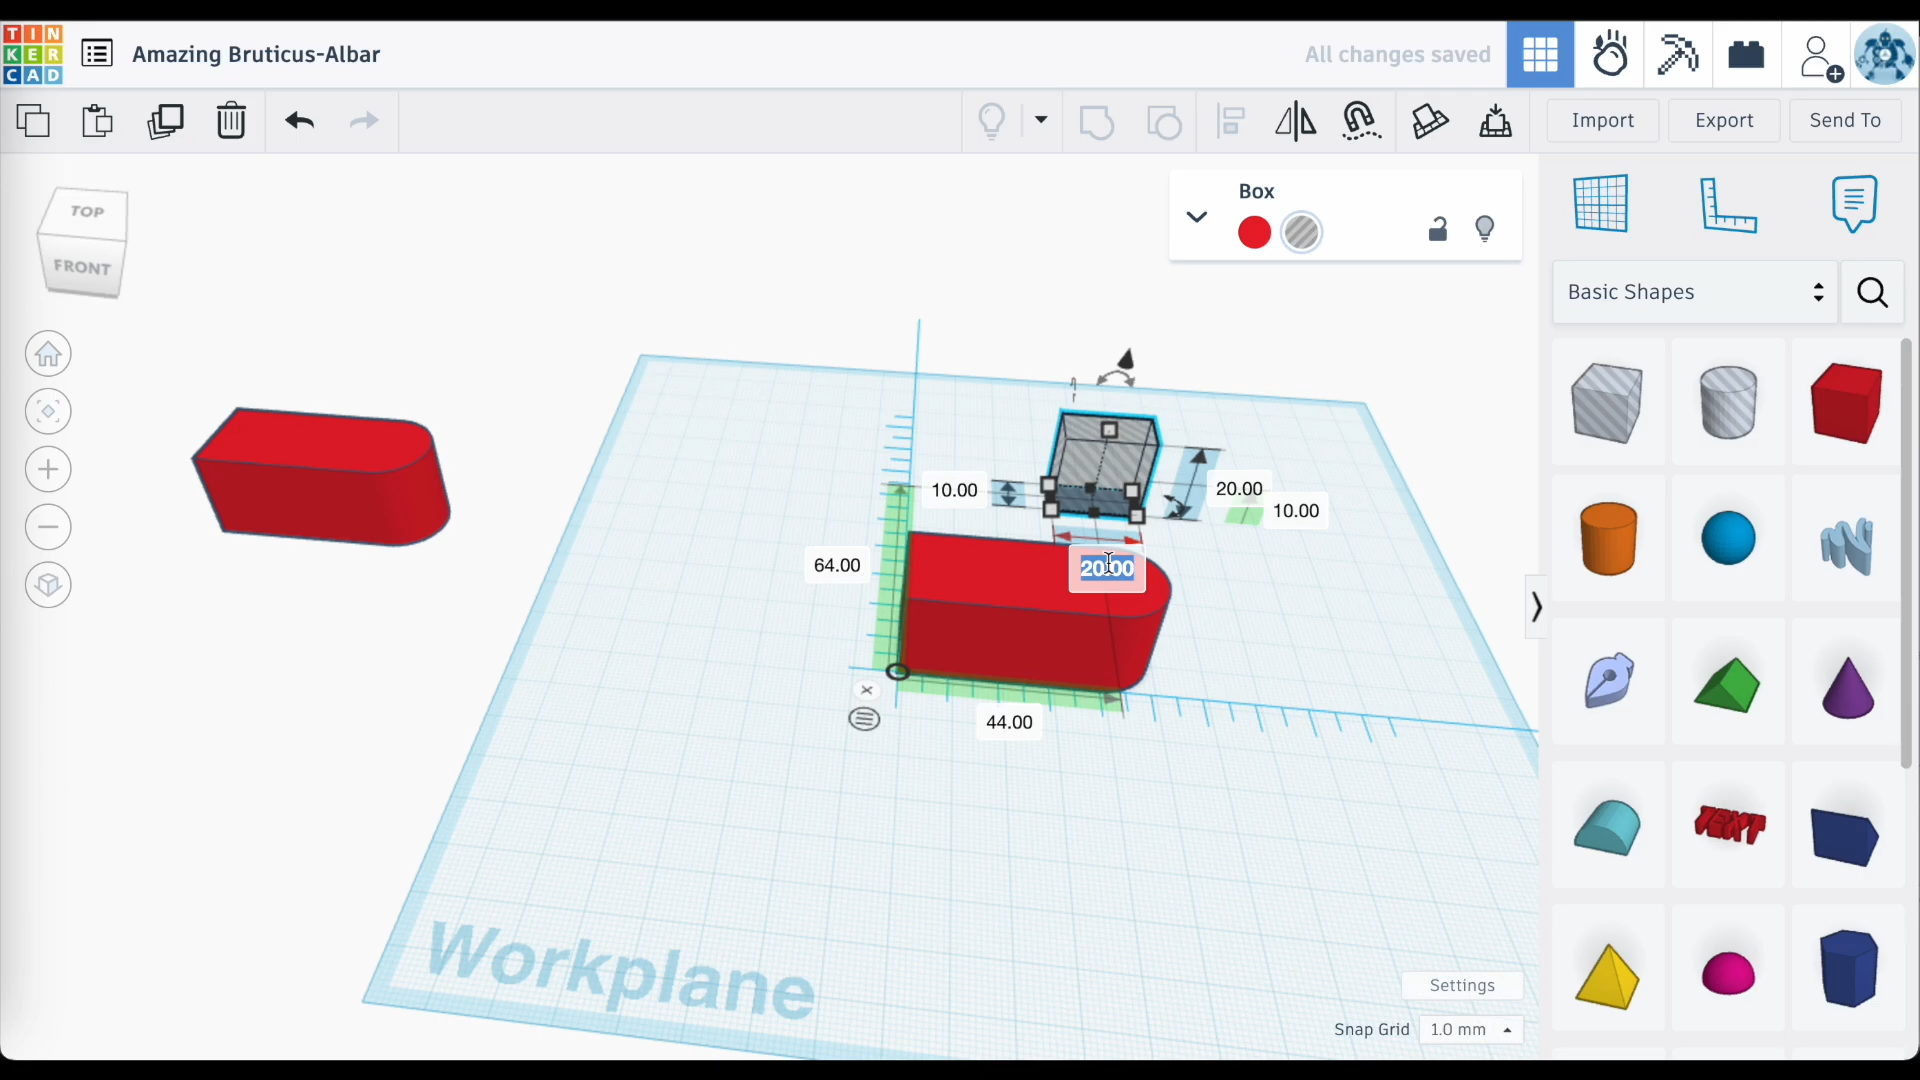 TIN
KER
CAD
Amazing Bruticus-Albar
All changes saved
Import
Export
Send To
TOP
FRONT
Box
Basic Shapes
10.00
20.00
10.00
64.00
20.00
44.00
TEXT
Workplane
Settings
Snap Grid
1.0 mm